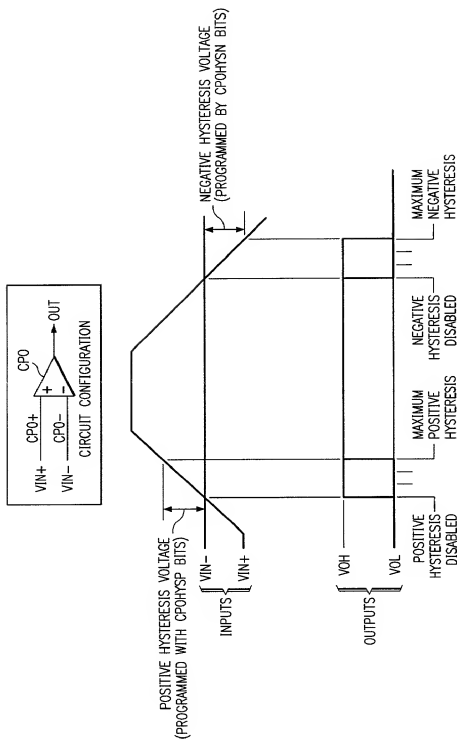 CP0
VIN+
CP0+
+
OUT
VIN-
CP0-
-
CIRCUIT CONFIGURATION
POSITIVE HYSTERESIS VOLTAGE
(PROGRAMMED WITH CP0HYSP BITS)
NEGATIVE HYSTERESIS VOLTAGE
(PROGRAMMED BY CP0HYSN BITS)
INPUTS
VIN-
VIN+
OUTPUTS
VOH
VOL
POSITIVE
HYSTERESIS
DISABLED
MAXIMUM
POSITIVE
HYSTERESIS
NEGATIVE
HYSTERESIS
DISABLED
MAXIMUM
NEGATIVE
HYSTERESIS